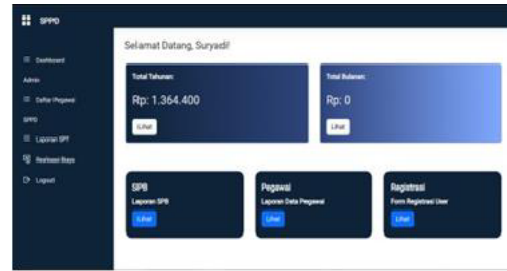 SPPD
Dashboard
Admin
Daftar Pegawai
SPPD
Laporan SPT
Realisasi Biaya
Logout
Selamat Datang, Suryadi!
Total Tahunan:
Rp: 1.364.400
Lihat
Total Bulanan:
Rp: 0
Lihat
SPB
Laporan SPB
Lihat
Pegawai
Laporan Data Pegawai
Lihat
Registrasi
Form Registrasi User
Lihat